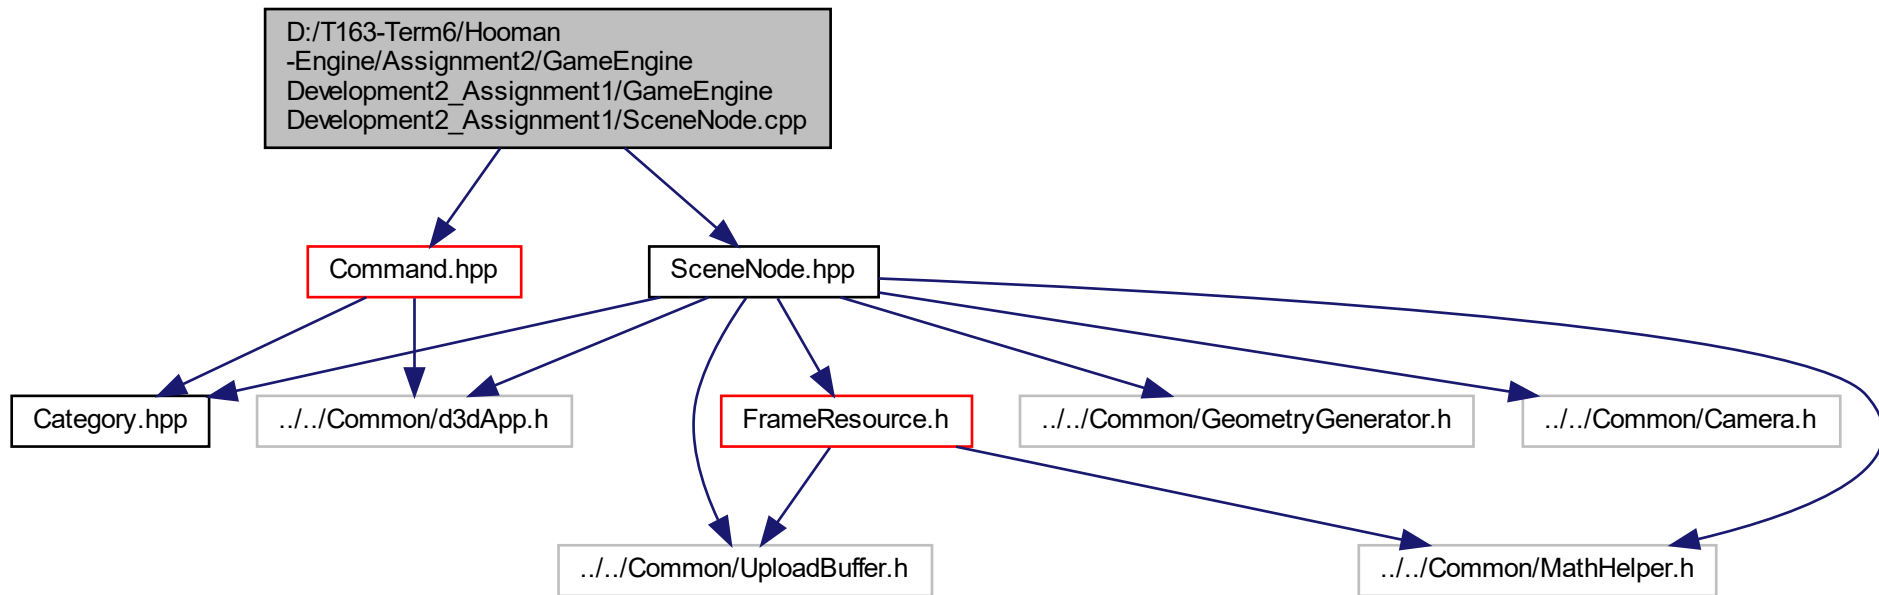 D:/T163-Term6/Hooman
-Engine/Assignment2/GameEngine
Development2_Assignment1/GameEngine
Development2_Assignment1/SceneNode.cpp
Command.hpp
SceneNode.hpp
Category.hpp
../../Common/d3dApp.h
FrameResource.h
../../Common/GeometryGenerator.h
../../Common/Camera.h
../../Common/UploadBuffer.h
../../Common/MathHelper.h